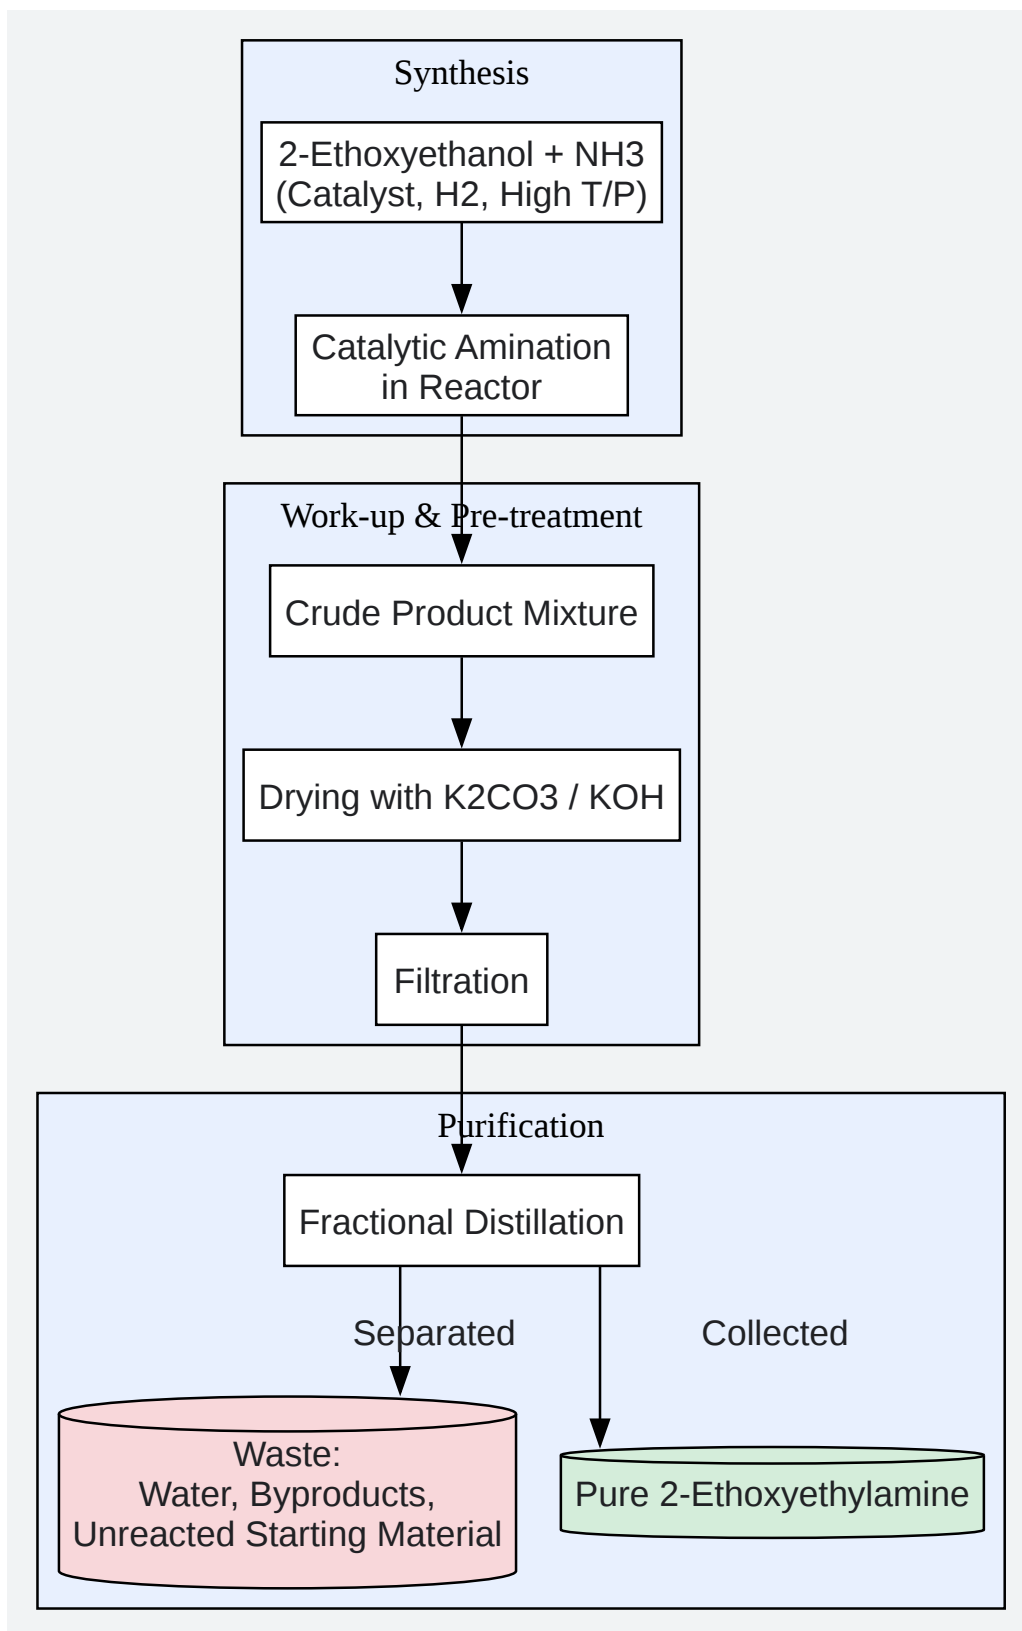 Synthesis
2-Ethoxyethanol + NH3
(Catalyst, H2, High T/P)
Catalytic Amination
in Reactor
Work-up & Pre-treatment
Crude Product Mixture
Drying with K2CO3 / KOH
Filtration
Purification
Fractional Distillation
Separated
Collected
Waste:
Water, Byproducts,
Unreacted Starting Material
Pure 2-Ethoxyethylamine